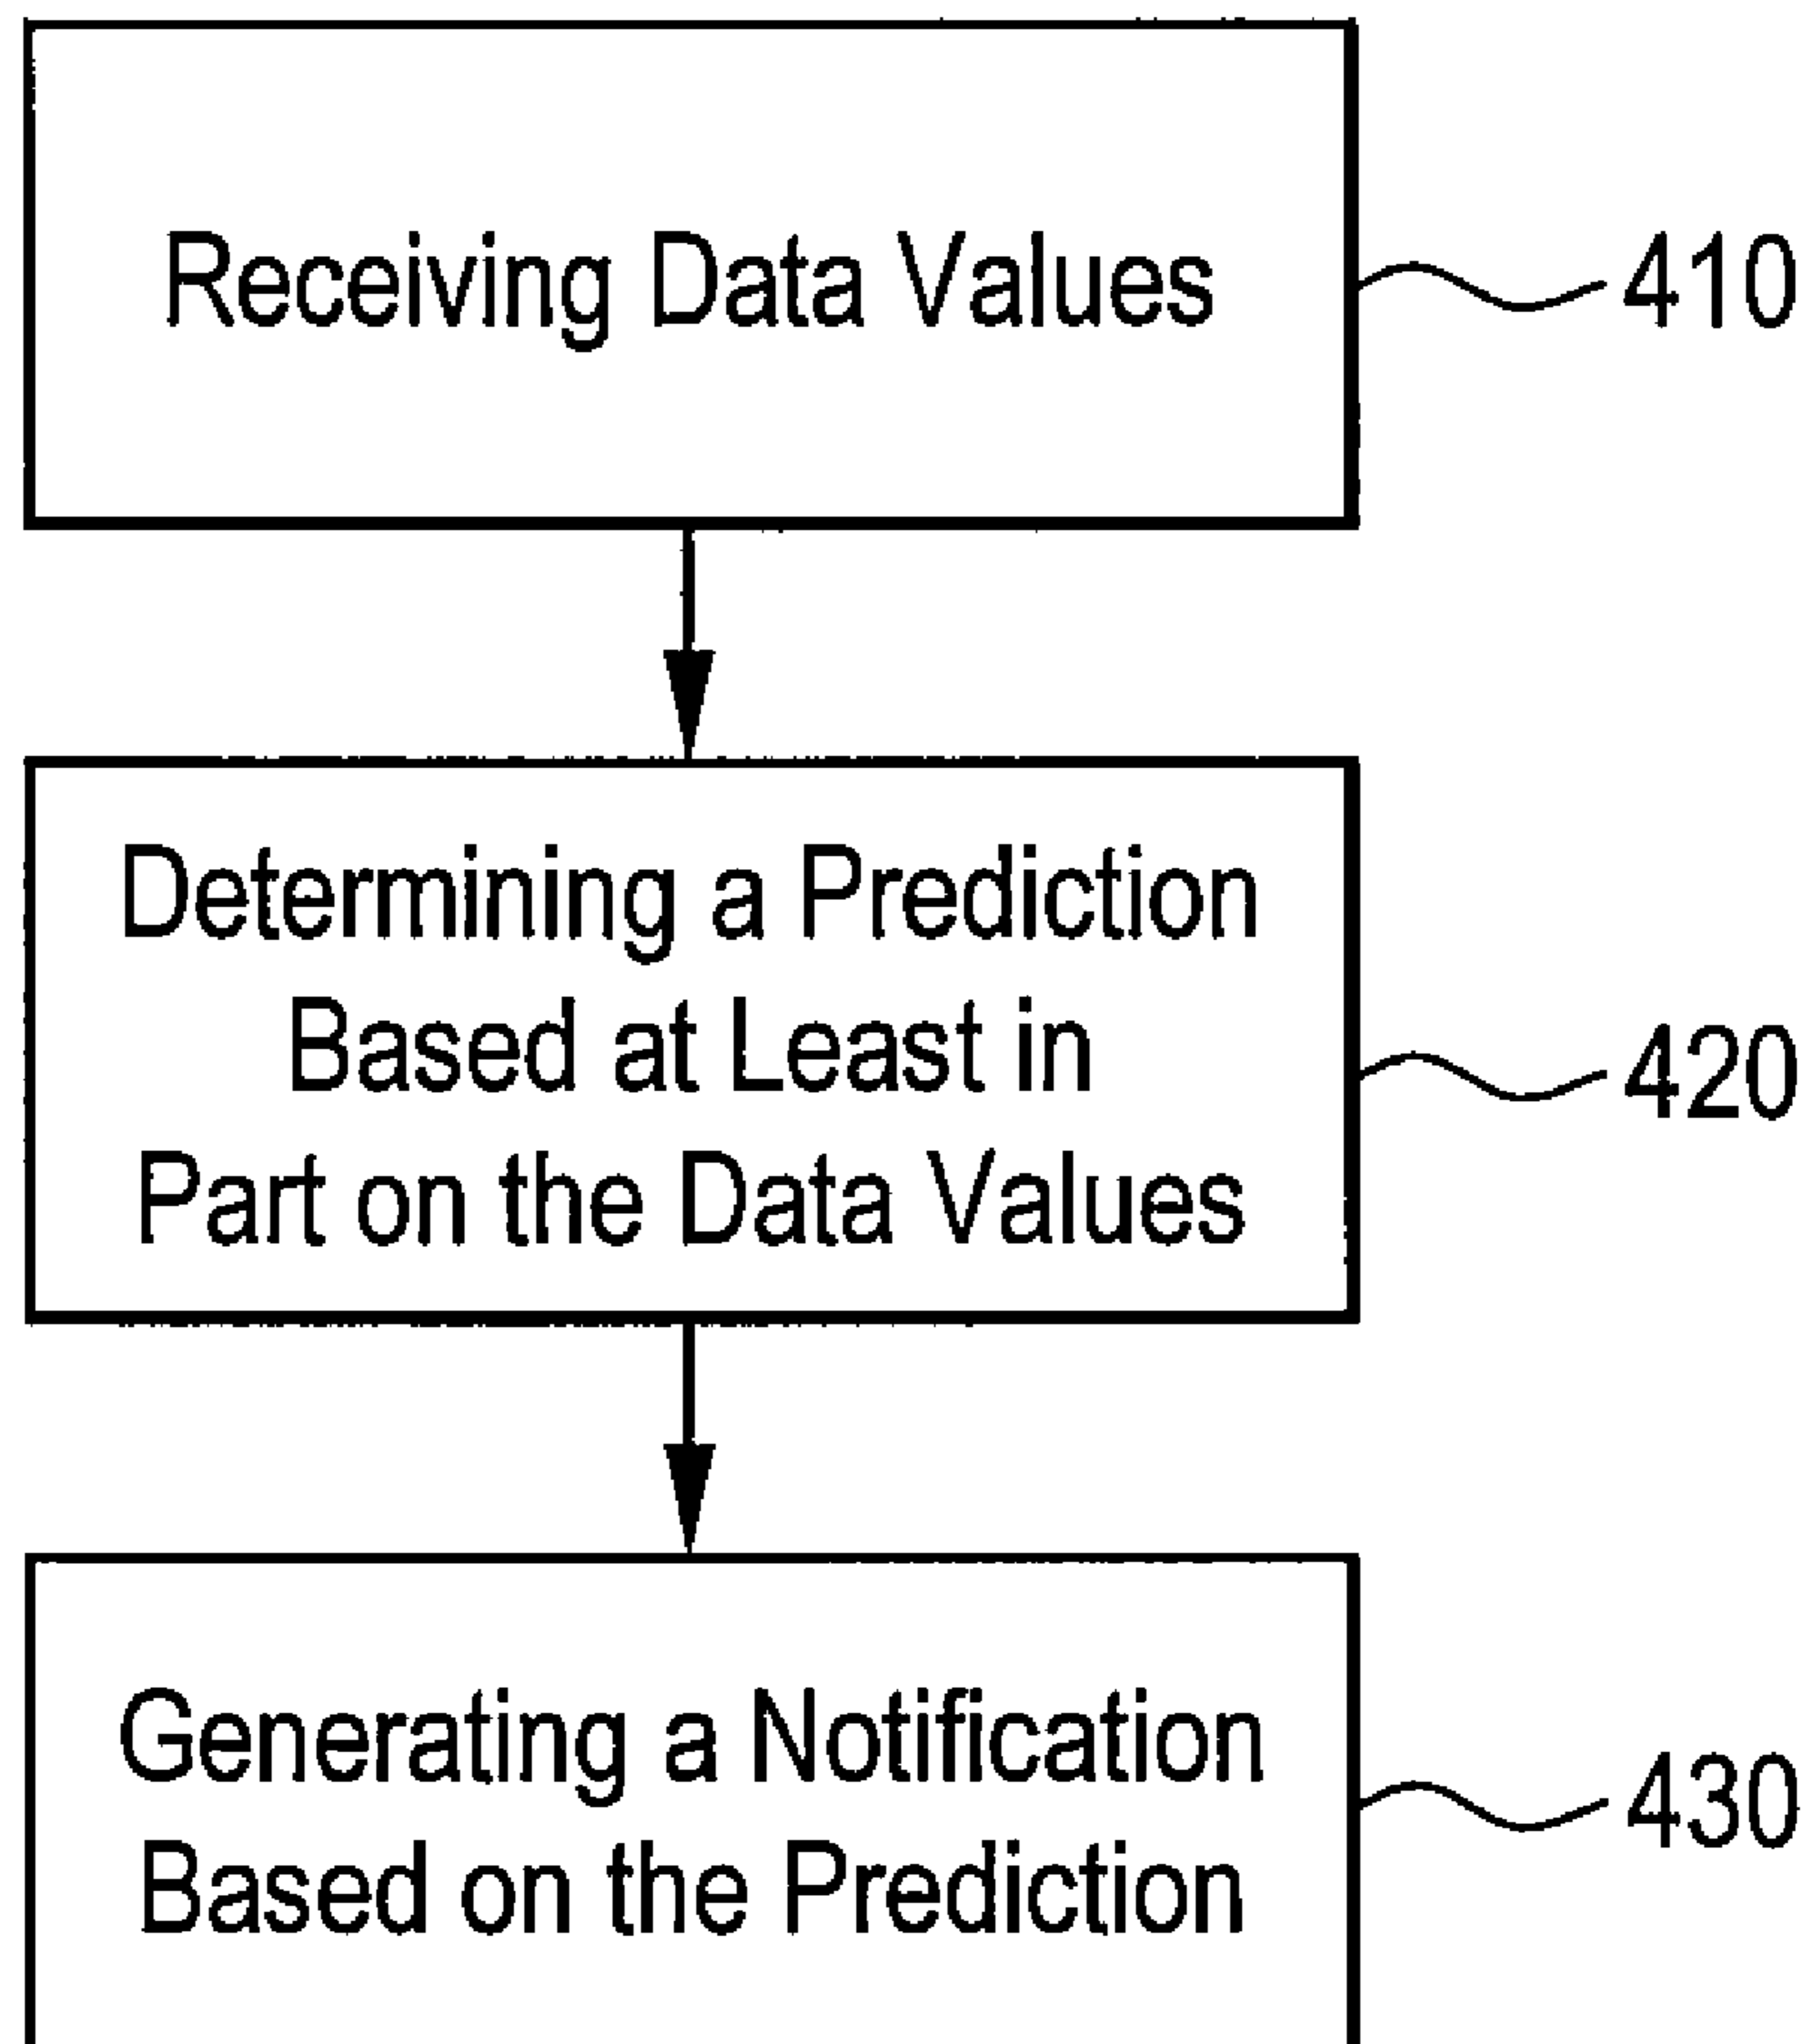 Receiving Data Values
410
Determining a Prediction
Based at Least in
Part on the Data Values
420
Generating a Notification
Based on the Prediction
430